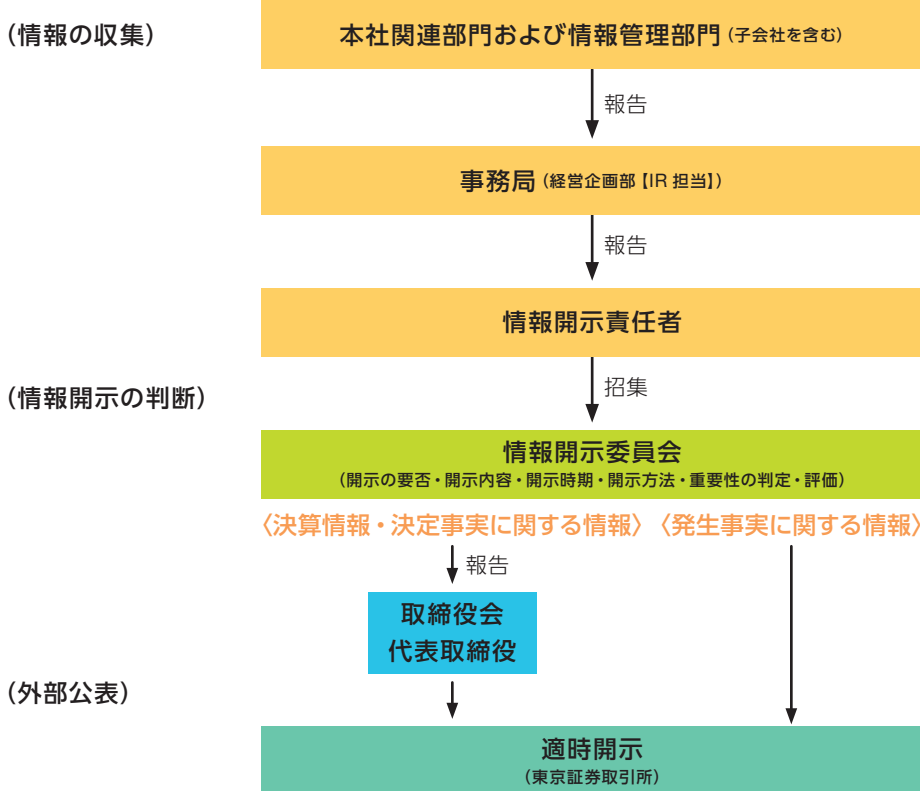 (情報の収集)
本社関連部門および情報管理部門(子会社を含む)
報告
事務局(経営企画部【IR 担当】)
報告
情報開示責任者
招集
(情報開示の判断)
情報開示委員会
(開示の要否・開示内容・開示時期・開示方法・重要性の判定・評価)
〈決算情報・決定事実に関する情報〉〈発生事実に関する情報〉
報告
取締役会
代表取締役
(外部公表)
適時開示
(東京証券取引所)